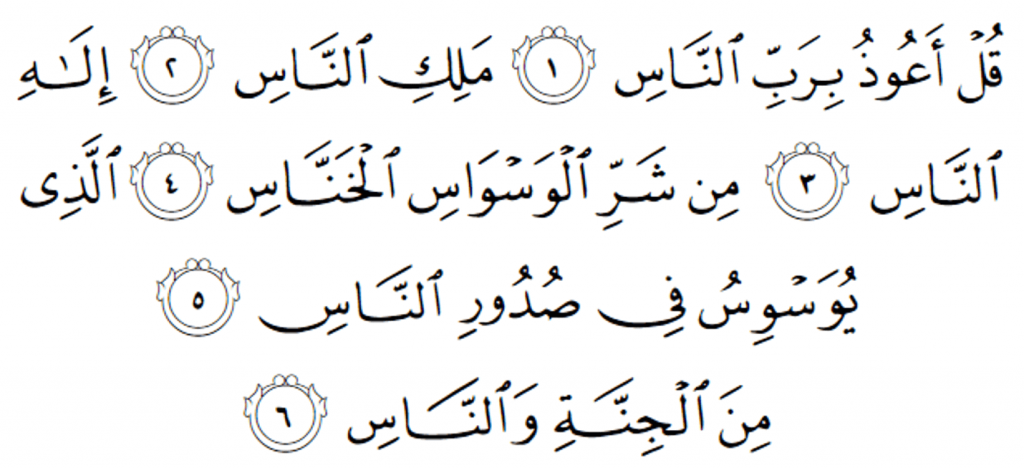 قُلْ أَعُوذُ بِرَبِّ ٱلنَّاسِ ١ مَلِكِ ٱلنَّاسِ ٢ إِلَـٰهِ
ٱلنَّاسِ ٣ مِن شَرِّ ٱلْوَسْوَاسِ ٱلْخَنَّاسِ ٤ ٱلَّذِى
يُوَسْوِسُ فِى صُدُورِ ٱلنَّاسِ ٥
مِنَ ٱلْجِنَّةِ وَٱلنَّاسِ ٦